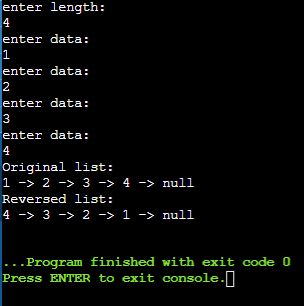 enter length:
4
enter data:
1
enter data:
2
enter data:
3
enter data:
4
Original list:
1 -> 2 -> 3 -> 4 -> null
Reversed list:
4 -> 3 -> 2 -> 1 -> null
...Program finished with exit code 0
Press ENTER to exit console.